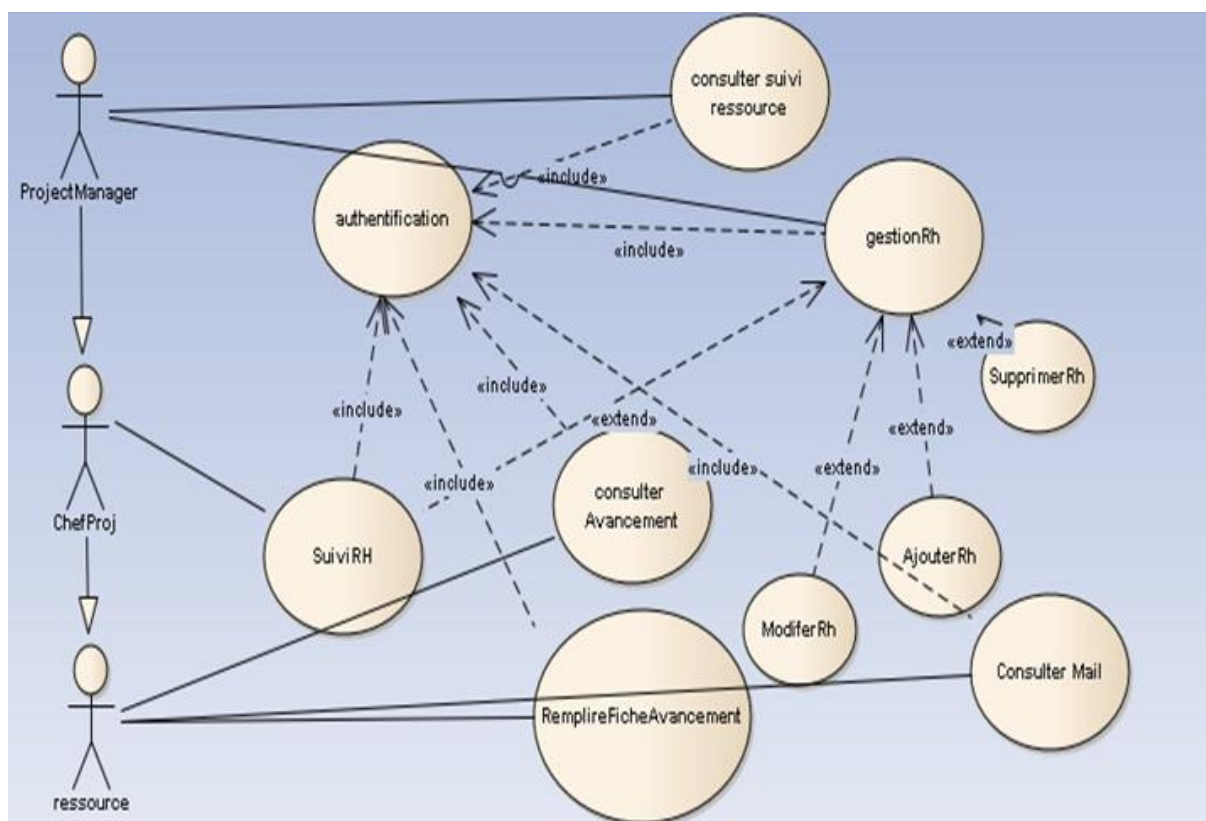 consulter suivi
ressource
ProjectManager
«include»
authentification
gestionRh
«include»
«extend»
SupprimerRh
«include»
«include»
«extend»
«extend»
«include»
«extend»
«include»
consulter
Avancement
ChefProj
SuiviRH
AjouterRh
ModiferRh
Consulter Mail
RemplireFicheAvancement
ressource